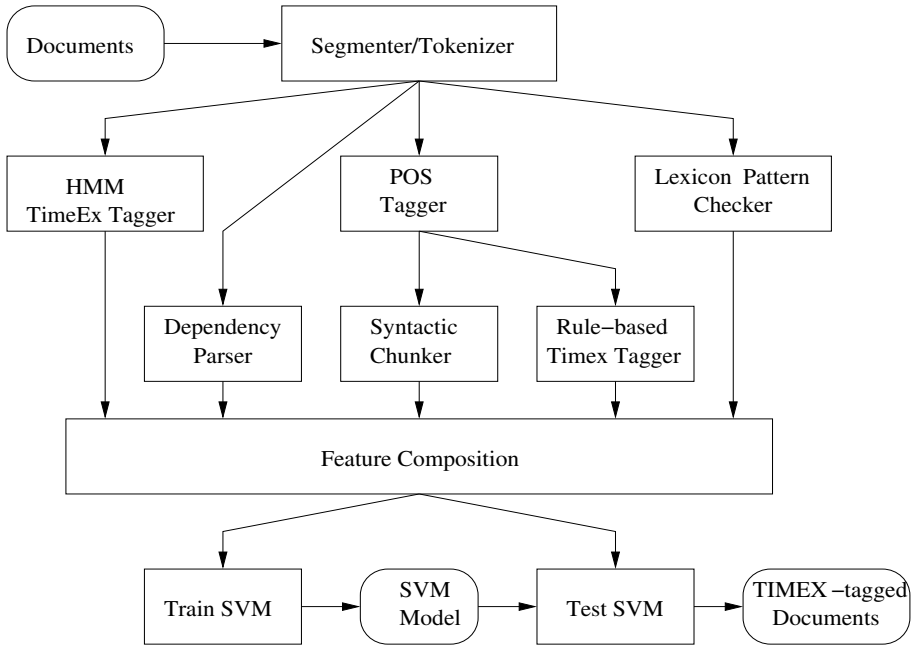 Documents
Segmenter/Tokenizer
HMM
TimeEx Tagger
POS
Tagger
Lexicon Pattern
Checker
Dependency
Parser
Syntactic
Chunker
Rule−based
Timex Tagger
Feature Composition
Train SVM
SVM
Model
Test SVM
TIMEX−tagged
Documents